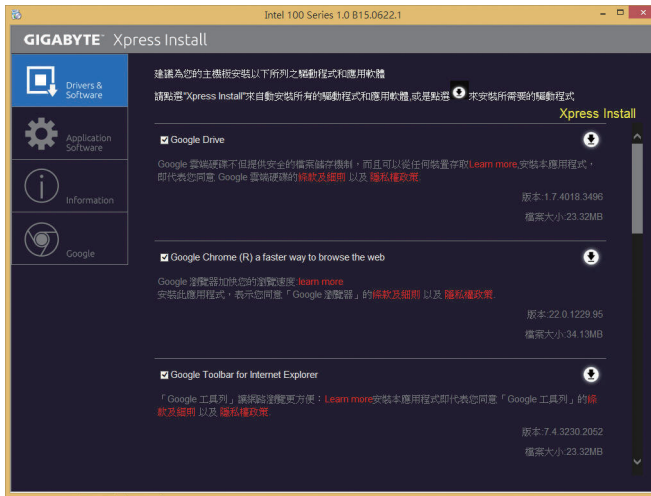 Intel 100 Series 1.0 B15.0622.1
GIGABYTE™ Xpress Install
Drivers &
Software
Application
Software
Information
Google
建議為您的主機板安裝以下所列之驅動程式和應用軟體
請點選"Xpress Install"來自動安裝所有的驅動程式和應用軟體,或是點選 來安裝所需要的驅動程式
Xpress Install
Google Drive
Google 雲端硬碟不但提供安全的檔案儲存機制,而且可以從任何裝置存取Learn more,安裝本應用程式,
即代表您同意 Google 雲端硬碟的條款及細則 以及 隱私權政策.
版本:1.7.4018.3496
檔案大小:23.32MB
Google Chrome (R) a faster way to browse the web
Google 瀏覽器加快您的瀏覽速度:learn more
安裝此應用程式,表示您同意「Google 瀏覽器」的條款及細則 以及 隱私權政策.
版本:22.0.1229.95
檔案大小:34.13MB
Google Toolbar for Internet Explorer
「Google 工具列」讓網路瀏覽更方便:Learn more安裝本應用程式即代表您同意「Google 工具列」的條
款及細則 以及 隱私權政策.
版本:7.4.3230.2052
檔案大小:23.32MB